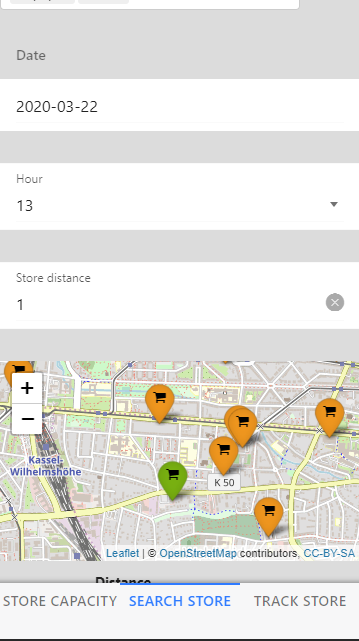 Date
2020-03-22
Hour
13
Store distance
1
+
−
Kassel-
Wilhelmshöhe
K 50
Leaflet | © OpenStreetMap contributors, CC-BY-SA
Distance
STORE CAPACITY SEARCH STORE TRACK STORE